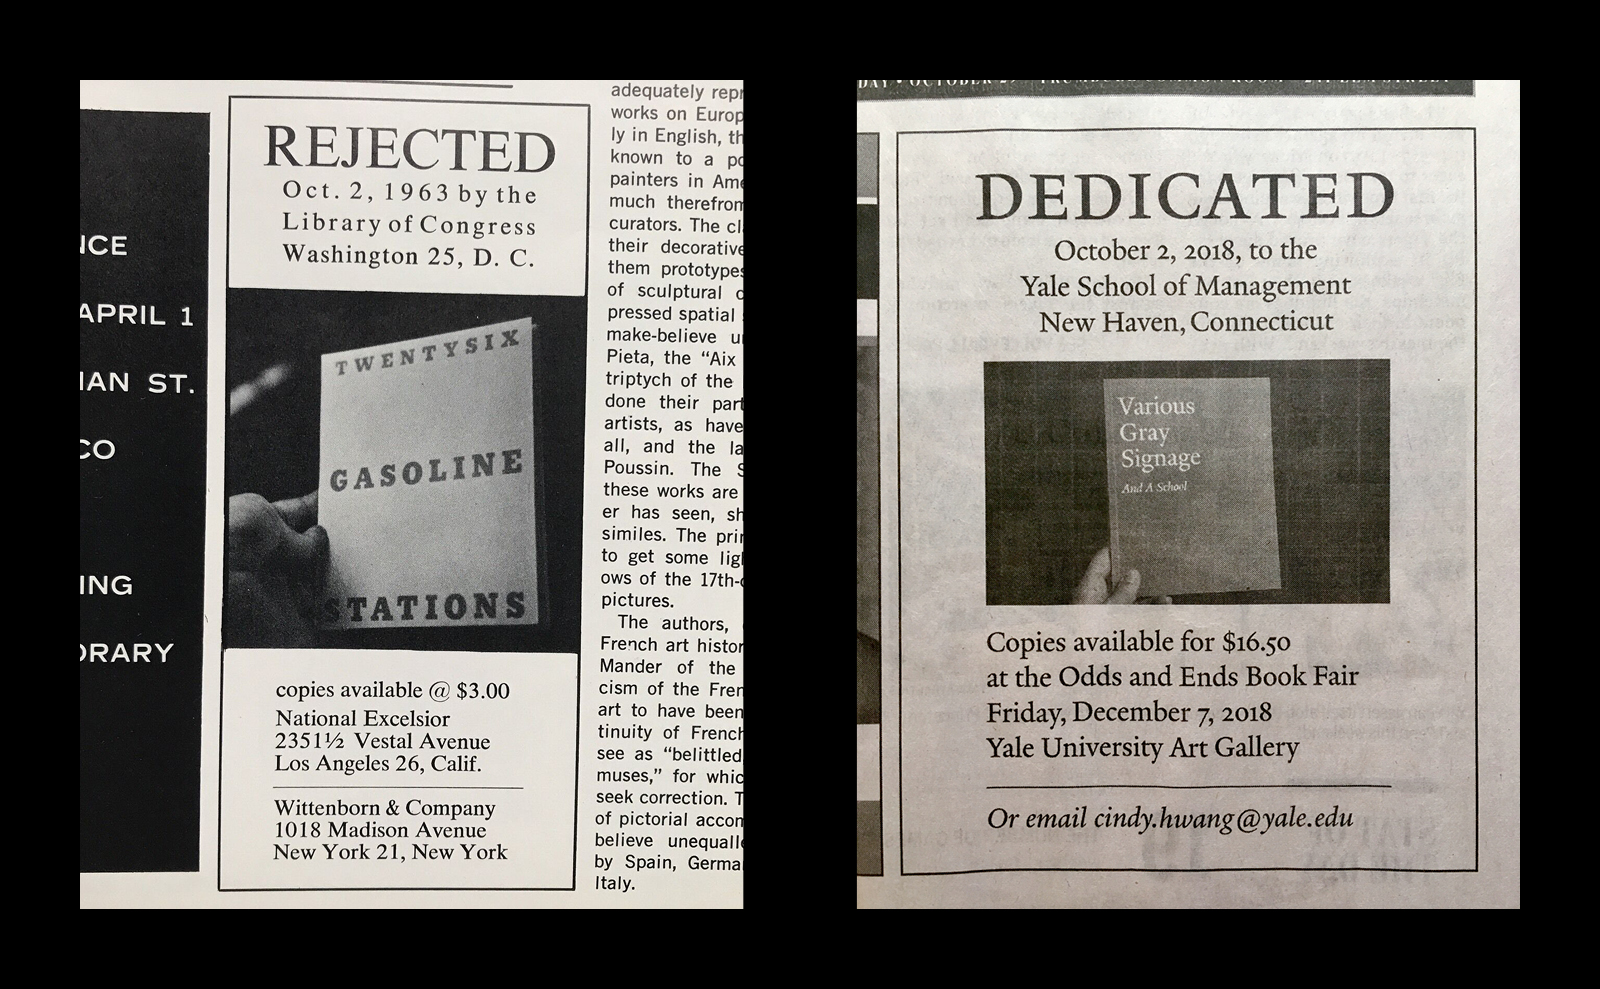 NCE
APRIL 1
IAN ST.
CO
ING
ORARY
REJECTED
Oct. 2, 1963 by the
Library of Congress
Washington 25, D. C.
TWENTYSIX
GASOLINE
STATIONS
copies available @ $3.00
National Excelsior
2351½ Vestal Avenue
Los Angeles 26, Calif.
Wittenborn & Company
1018 Madison Avenue
New York 21, New York
adequately repr
works on Europ
ly in English, th
known to a po
painters in Ame
much therefrom
curators. The cl
their decorative
them prototypes
of sculptural c
pressed spatial
make-believe u
Pieta, the “Aix
triptych of the
done their part
artists, as have
all, and the la
Poussin. The S
these works are
er has seen, sh
similes. The prin
to get some lig
ows of the 17th-c
pictures.
The authors,
French art histor
Mander of the
cism of the Fren
art to have been
tinuity of French
see as “belittled
muses,” for whic
seek correction. T
of pictorial accom
believe unequall
by Spain, Germa
Italy.
DAY • OCTOBER
DEDICATED
October 2, 2018, to the
Yale School of Management
New Haven, Connecticut
Various
Gray
Signage
And A School
Copies available for $16.50
at the Odds and Ends Book Fair
Friday, December 7, 2018
Yale University Art Gallery
Or email cindy.hwang@yale.edu